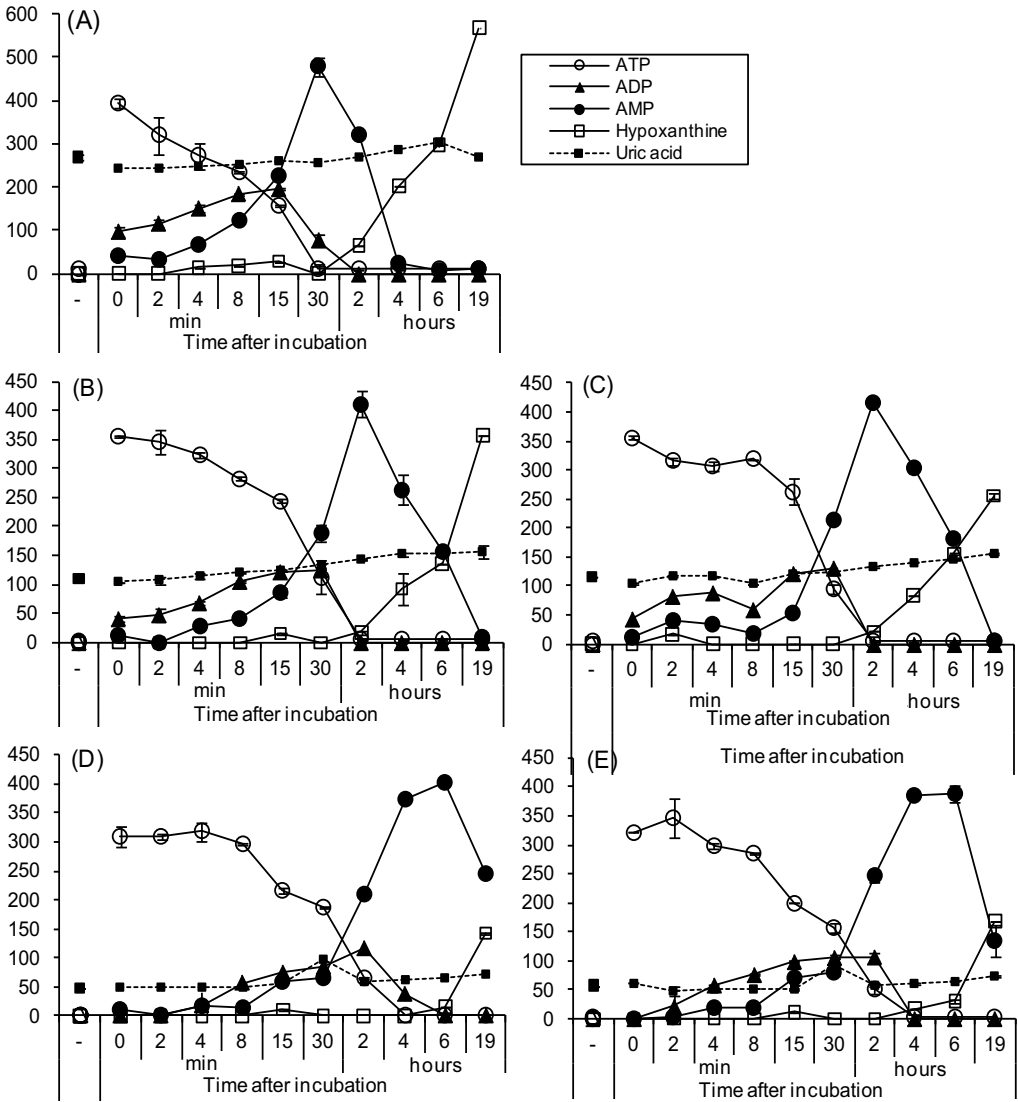 (A)
600
500
400
300
200
100
0
- 0 2 4 8 15 30 2 4 6 19
min hours
Time after incubation
ATP
ADP
AMP
Hypoxanthine
Uric acid
(B)
450
400
350
300
250
200
150
100
50
0
- 0 2 4 8 15 30 2 4 6 19
min hours
Time after incubation
(C)
450
400
350
300
250
200
150
100
50
0
- 0 2 4 8 15 30 2 4 6 19
min hours
Time after incubation
Time after incubation
(D)
450
400
350
300
250
200
150
100
50
0
- 0 2 4 8 15 30 2 4 6 19
min hours
Time after incubation
(E)
450
400
350
300
250
200
150
100
50
0
- 0 2 4 8 15 30 2 4 6 19
min hours
Time after incubation